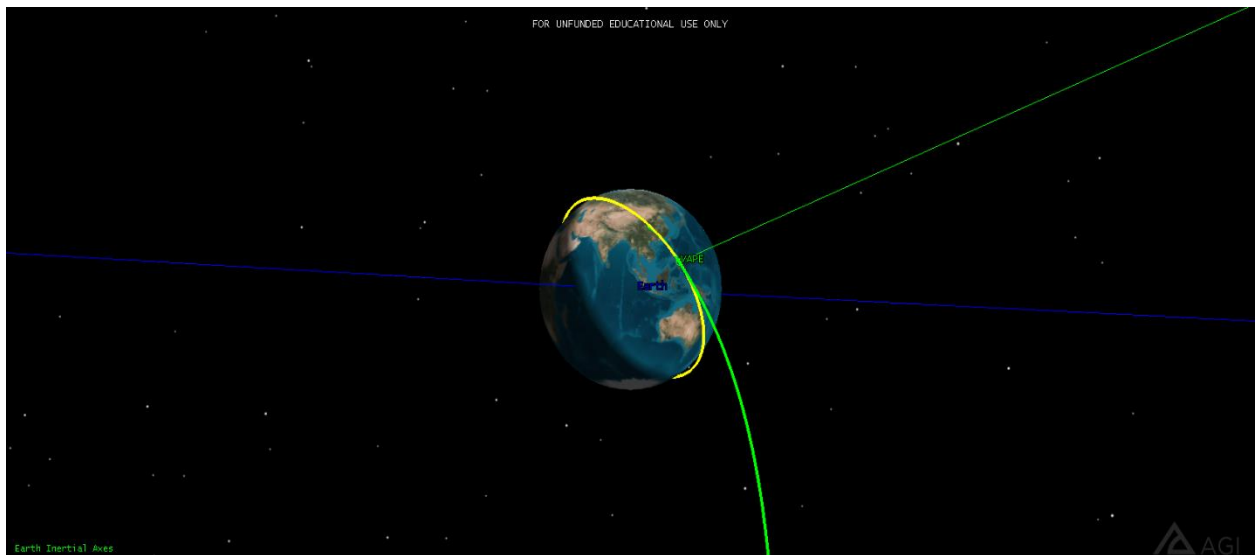 FOR UNFUNDED EDUCATIONAL USE ONLY
Earth
Earth Inertial Axes
AGI